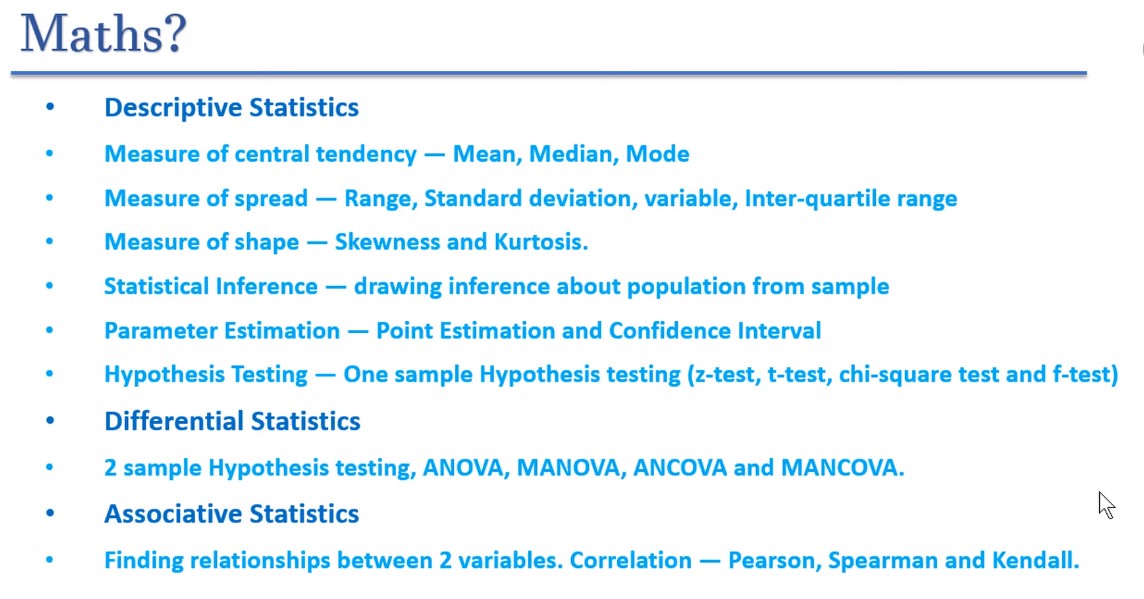 Maths?
• Descriptive Statistics
• Measure of central tendency — Mean, Median, Mode
• Measure of spread — Range, Standard deviation, variable, Inter-quartile range
• Measure of shape — Skewness and Kurtosis.
• Statistical Inference — drawing inference about population from sample
• Parameter Estimation — Point Estimation and Confidence Interval
• Hypothesis Testing — One sample Hypothesis testing (z-test, t-test, chi-square test and f-test)
• Differential Statistics
• 2 sample Hypothesis testing, ANOVA, MANOVA, ANCOVA and MANCOVA.
• Associative Statistics
• Finding relationships between 2 variables. Correlation — Pearson, Spearman and Kendall.